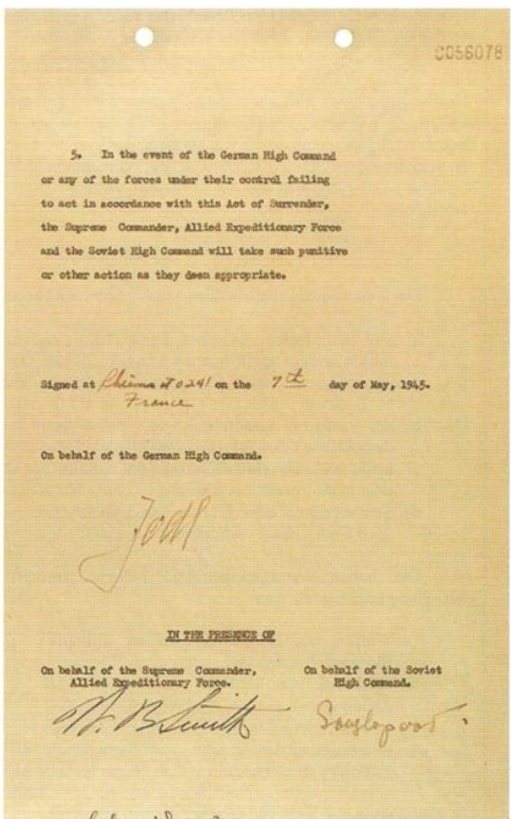 0056078
5. In the event of the German High Command
or any of the forces under their control failing
to act in accordance with this Act of Surrender,
the Supreme Commander, Allied Expeditionary Force
and the Soviet High Command will take such punitive
or other action as they deem appropriate.
Signed at Rheims at 0241 on the 7th day of May, 1945.
France
On behalf of the German High Command.
Jodl
IN THE PRESENCE OF
On behalf of the Supreme Commander,
Allied Expeditionary Force.
On behalf of the Soviet
High Command.
W. B. Smith
Sousloparov